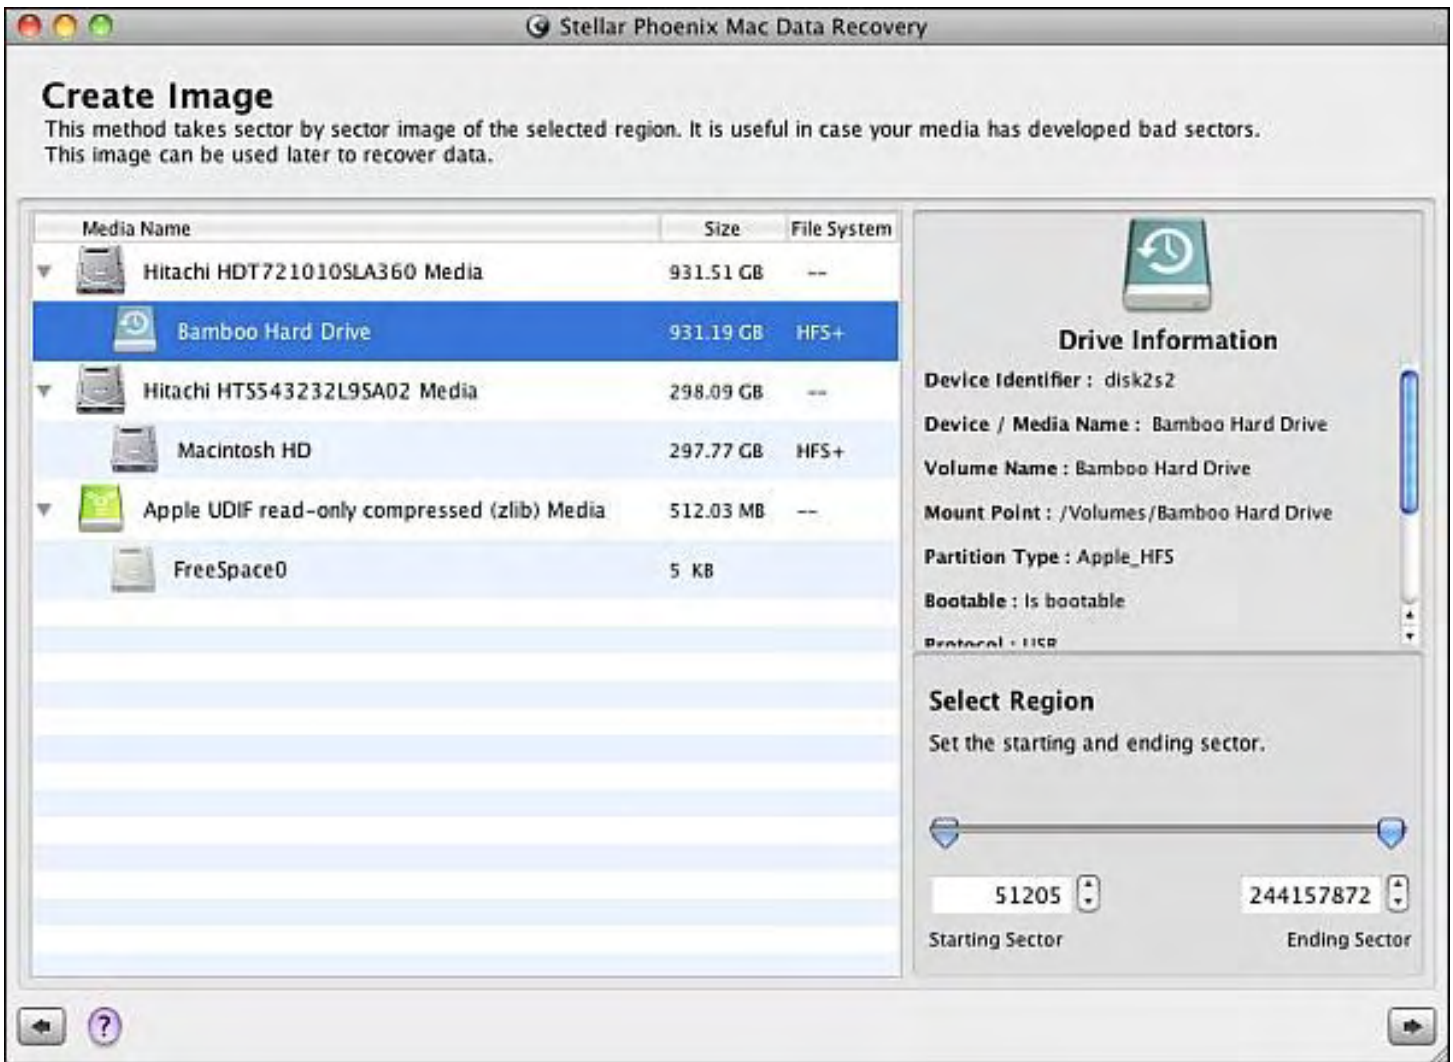 Stellar Phoenix Mac Data Recovery
Create Image
This method takes sector by sector image of the selected region. It is useful in case your media has developed bad sectors.
This image can be used later to recover data.
Media Name Size File System
Hitachi HDT721010SLA360 Media 931.51 GB --
Bamboo Hard Drive 931.19 GB HFS+
Hitachi HTS543232L9SA02 Media 298.09 GB --
Macintosh HD 297.77 GB HFS+
Apple UDIF read-only compressed (zlib) Media 512.03 MB --
FreeSpace0 5 KB
Drive Information
Device Identifier : disk2s2
Device / Media Name : Bamboo Hard Drive
Volume Name : Bamboo Hard Drive
Mount Point : /Volumes/Bamboo Hard Drive
Partition Type : Apple_HFS
Bootable : Is bootable
Protocol : USB
Select Region
Set the starting and ending sector.
51205 244157872
Starting Sector Ending Sector
?